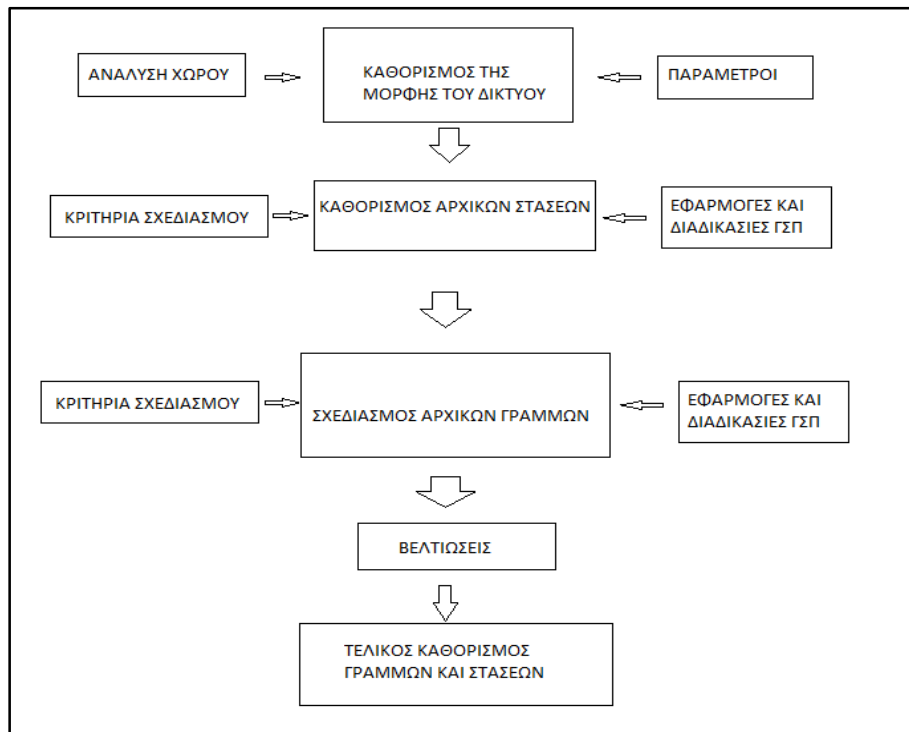 ΑΝΑΛΥΣΗ ΧΩΡΟΥ
ΚΑΘΟΡΙΣΜΟΣ ΤΗΣ
ΜΟΡΦΗΣ ΤΟΥ ΔΙΚΤΥΟΥ
ΠΑΡΑΜΕΤΡΟΙ
ΚΡΙΤΗΡΙΑ ΣΧΕΔΙΑΣΜΟΥ
ΚΑΘΟΡΙΣΜΟΣ ΑΡΧΙΚΩΝ ΣΤΑΣΕΩΝ
ΕΦΑΡΜΟΓΕΣ ΚΑΙ
ΔΙΑΔΙΚΑΣΙΕΣ ΓΣΠ
ΚΡΙΤΗΡΙΑ ΣΧΕΔΙΑΣΜΟΥ
ΣΧΕΔΙΑΣΜΟΣ ΑΡΧΙΚΩΝ ΓΡΑΜΜΩΝ
ΕΦΑΡΜΟΓΕΣ ΚΑΙ
ΔΙΑΔΙΚΑΣΙΕΣ ΓΣΠ
ΒΕΛΤΙΩΣΕΙΣ
ΤΕΛΙΚΟΣ ΚΑΘΟΡΙΣΜΟΣ
ΓΡΑΜΜΩΝ ΚΑΙ ΣΤΑΣΕΩΝ